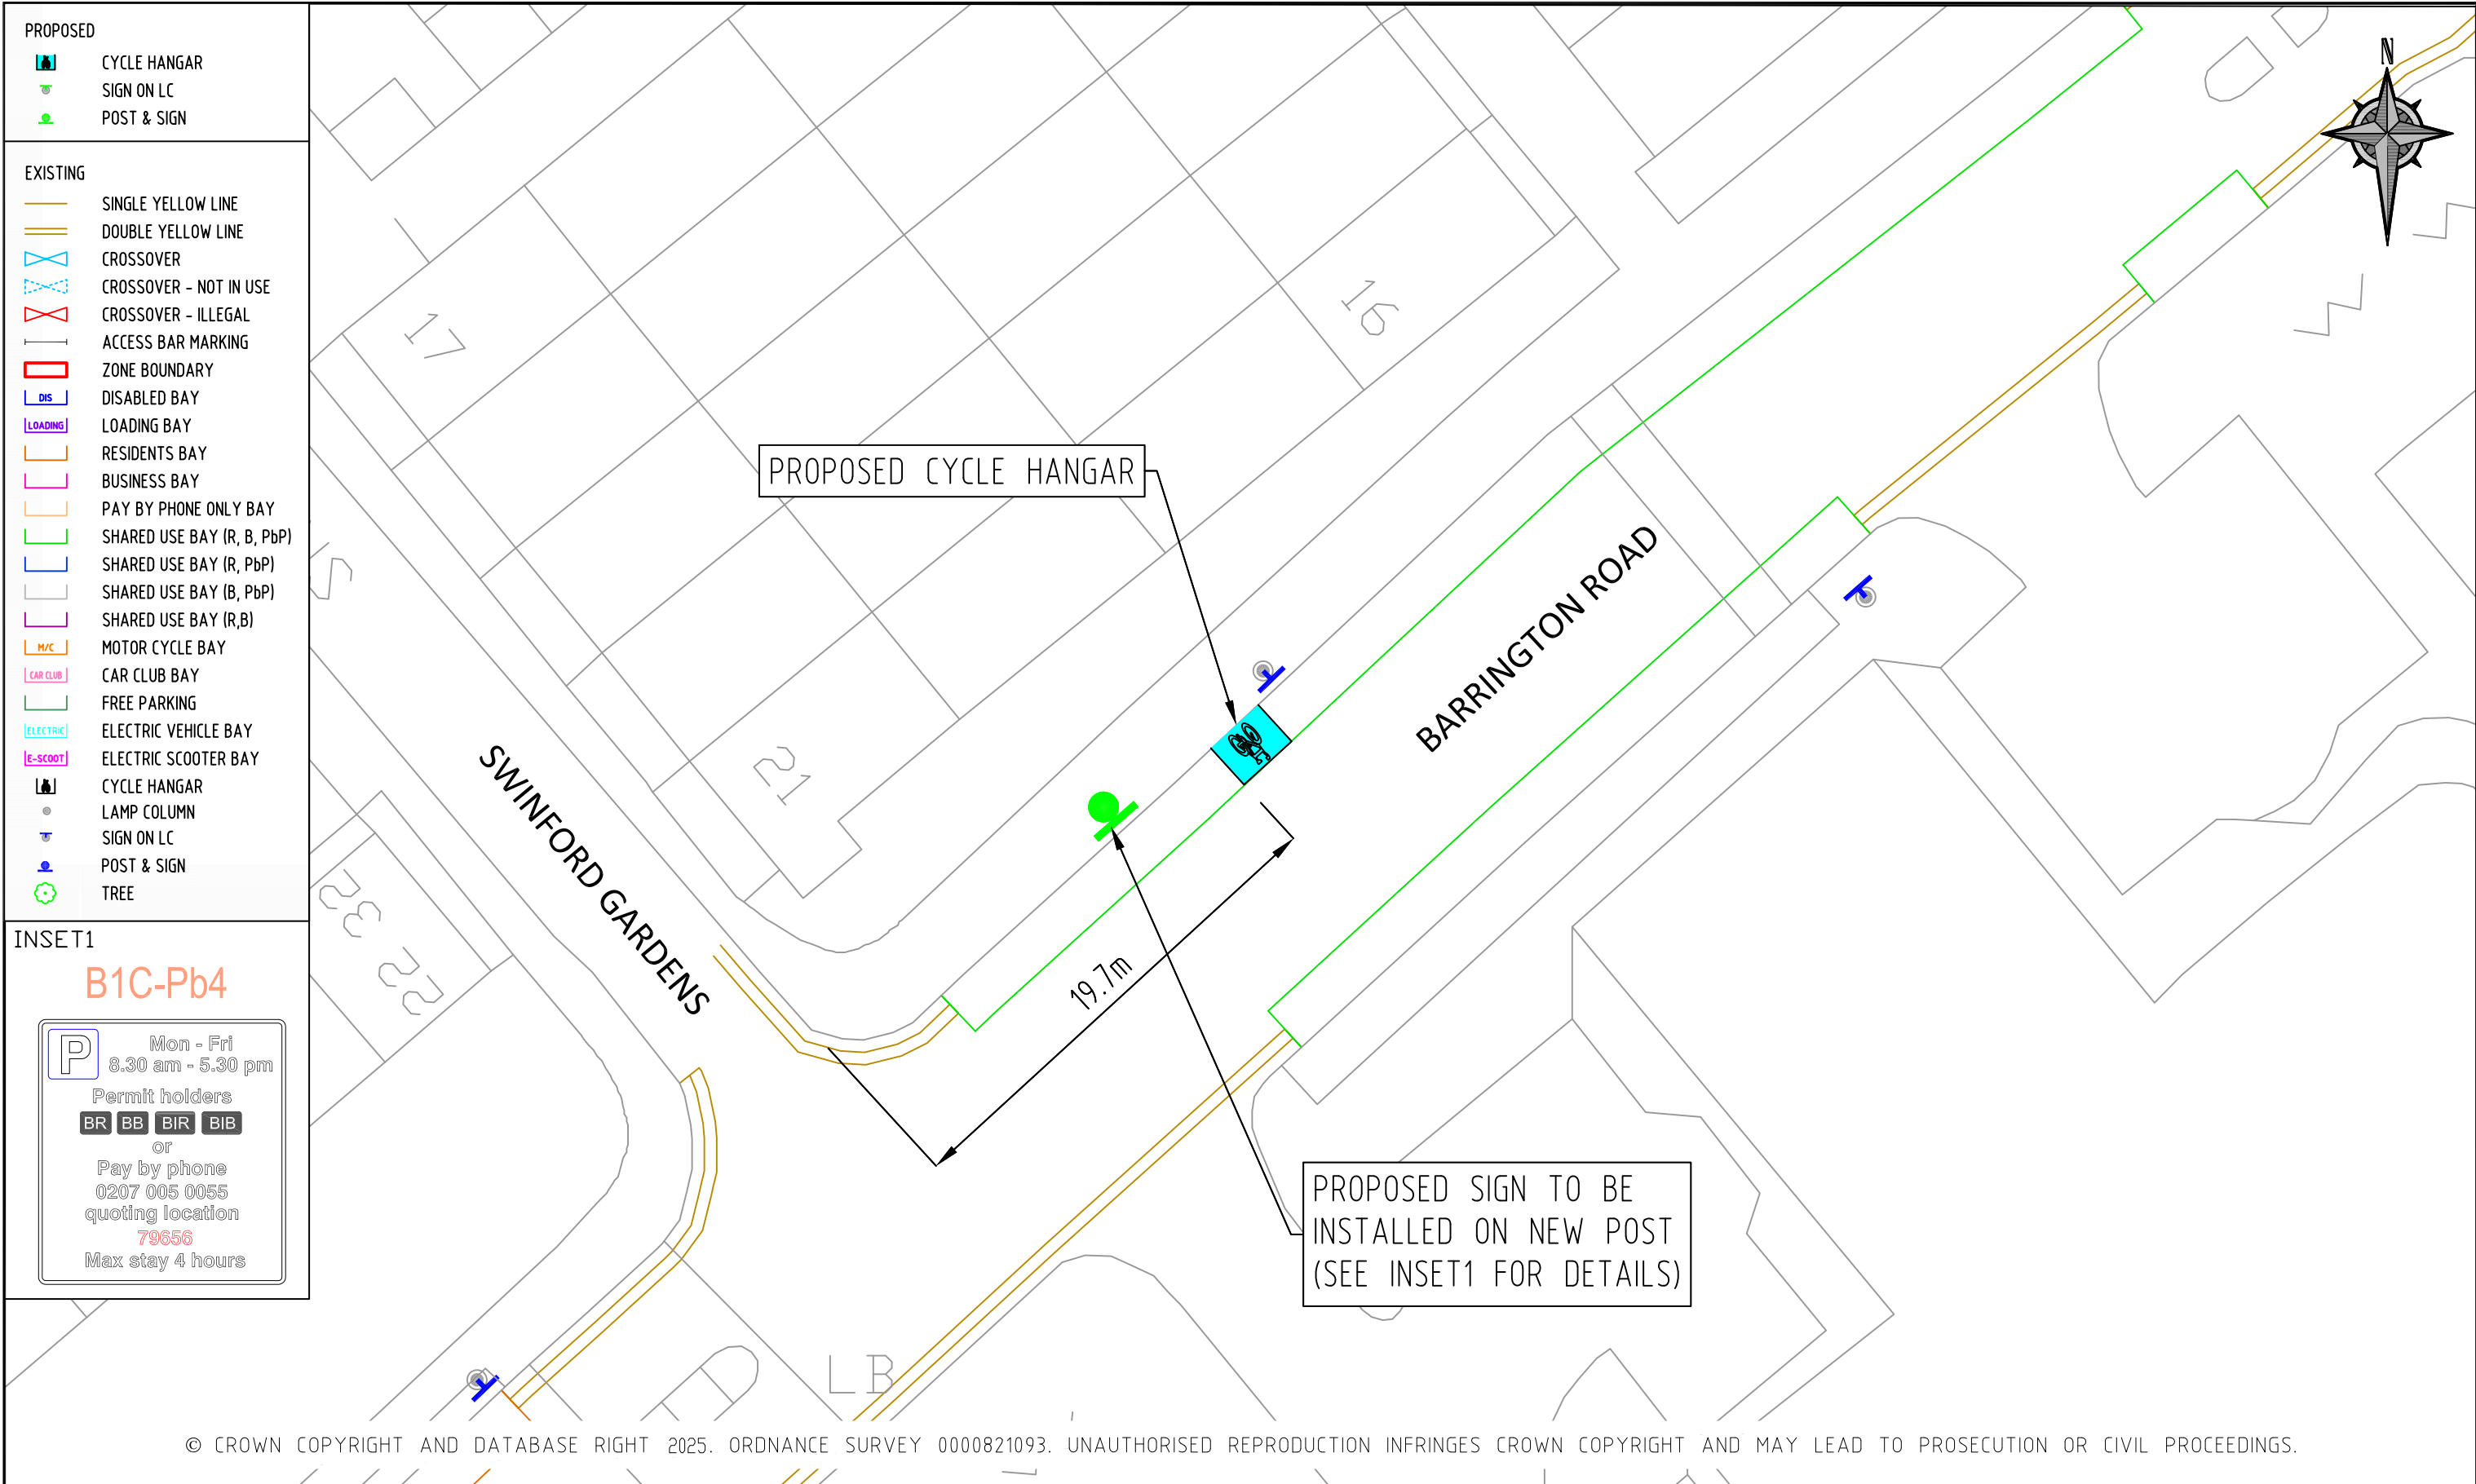 PROPOSED
CYCLE HANGAR
SIGN ON LC
POST & SIGN
EXISTING
SINGLE YELLOW LINE
DOUBLE YELLOW LINE
CROSSOVER
CROSSOVER - NOT IN USE
CROSSOVER - ILLEGAL
ACCESS BAR MARKING
ZONE BOUNDARY
DIS DISABLED BAY
LOADING LOADING BAY
RESIDENTS BAY
BUSINESS BAY
PAY BY PHONE ONLY BAY
SHARED USE BAY (R, B, PbP)
SHARED USE BAY (R, PbP)
SHARED USE BAY (B, PbP)
SHARED USE BAY (R,B)
M/C MOTOR CYCLE BAY
CAR CLUB CAR CLUB BAY
FREE PARKING
ELECTRIC ELECTRIC VEHICLE BAY
E-SCOOT ELECTRIC SCOOTER BAY
CYCLE HANGAR
LAMP COLUMN
SIGN ON LC
POST & SIGN
TREE
INSET1
B1C-Pb4
P Mon - Fri
8.30 am - 5.30 pm
Permit holders
BR BB BIR BIB
or
Pay by phone
0207 005 0055
quoting location
79656
Max stay 4 hours
N
17
16
PROPOSED CYCLE HANGAR
BARRINGTON ROAD
21
SWINFORD GARDENS
23
25
19.7m
PROPOSED SIGN TO BE
INSTALLED ON NEW POST
(SEE INSET1 FOR DETAILS)
LB
© CROWN COPYRIGHT AND DATABASE RIGHT 2025. ORDNANCE SURVEY 0000821093. UNAUTHORISED REPRODUCTION INFRINGES CROWN COPYRIGHT AND MAY LEAD TO PROSECUTION OR CIVIL PROCEEDINGS.